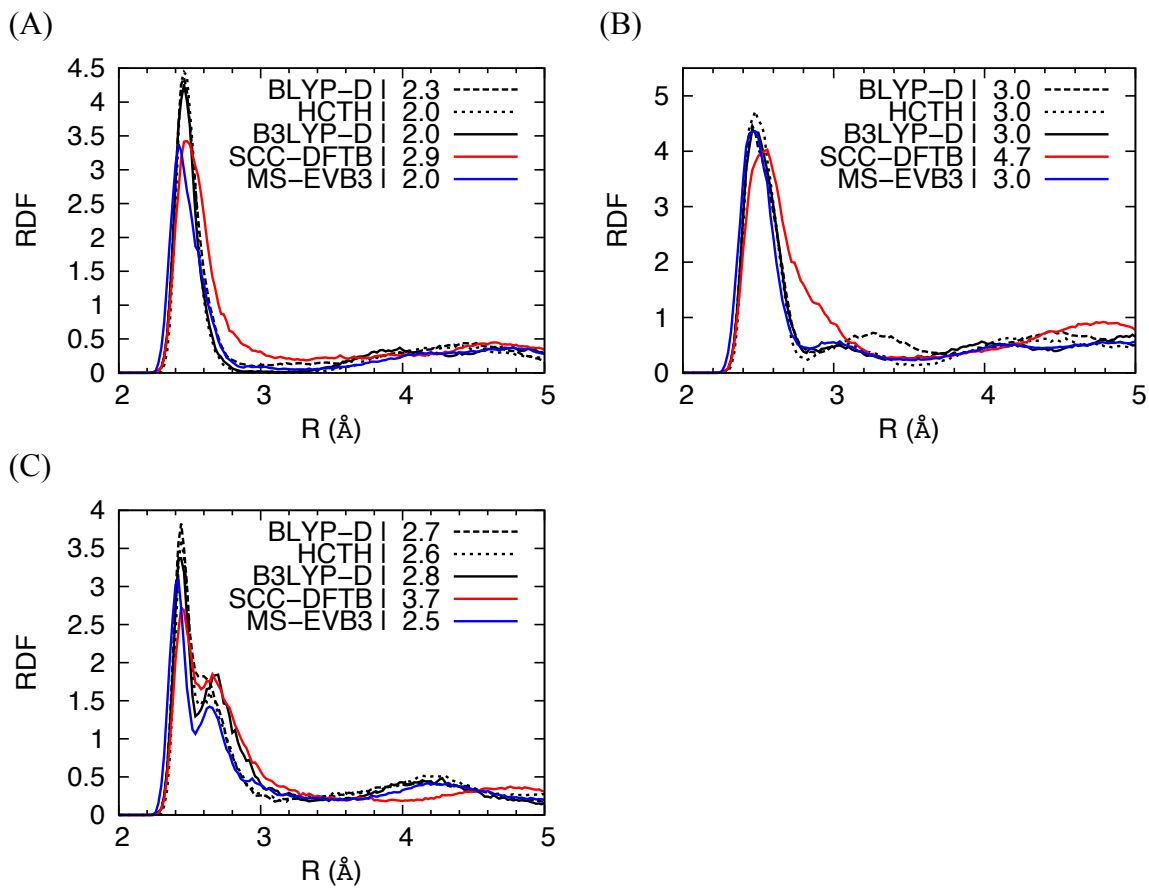 (A)
4.5
4
3.5
3
2.5
2
1.5
1
0.5
0
RDF
BLYP−D | 2.3
HCTH | 2.0
B3LYP−D | 2.0
SCC−DFTB | 2.9
MS−EVB3 | 2.0
2 3 4 5
R (Å)
(B)
5
4
3
2
1
0
RDF
BLYP−D | 3.0
HCTH | 3.0
B3LYP−D | 3.0
SCC−DFTB | 4.7
MS−EVB3 | 3.0
2 3 4 5
R (Å)
(C)
4
3.5
3
2.5
2
1.5
1
0.5
0
RDF
BLYP−D | 2.7
HCTH | 2.6
B3LYP−D | 2.8
SCC−DFTB | 3.7
MS−EVB3 | 2.5
2 3 4 5
R (Å)